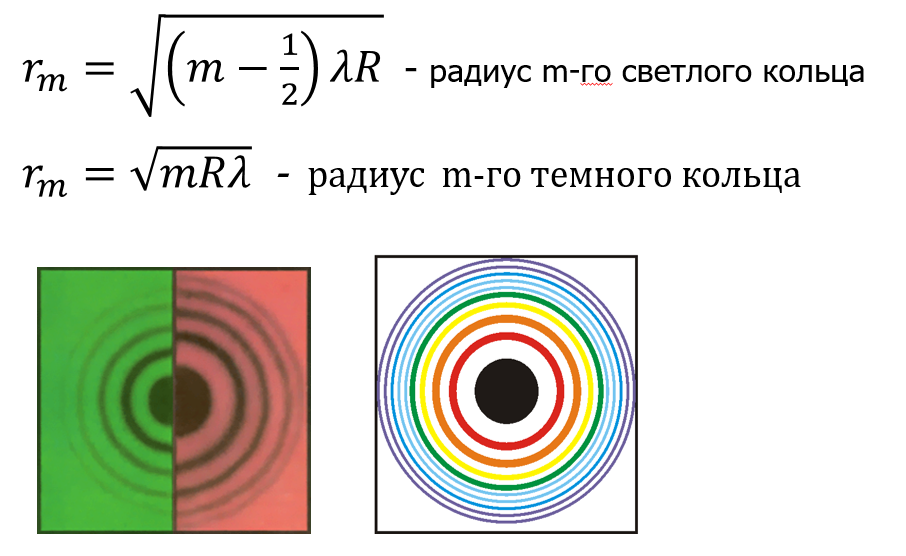 r_m = √((m − 1/2) λR) - радиус m-го светлого кольца
r_m = √(mRλ) - радиус m-го темного кольца